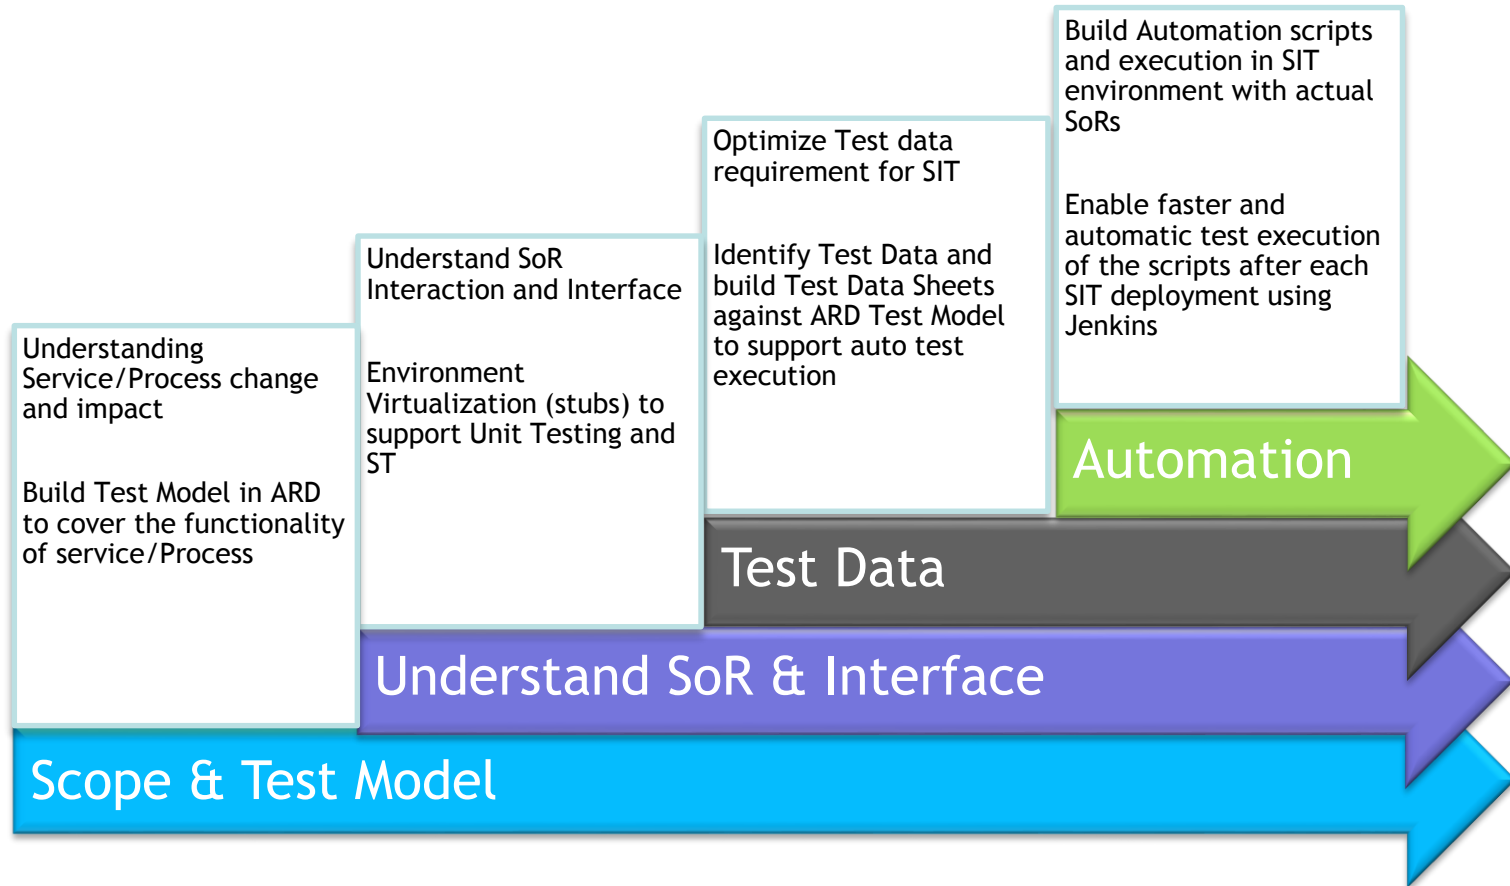 Understanding
Service/Process change
and impact
Build Test Model in ARD
to cover the functionality
of service/Process
Scope & Test Model
Understand SoR
Interaction and Interface
Environment
Virtualization (stubs) to
support Unit Testing and
ST
Understand SoR & Interface
Optimize Test data
requirement for SIT
Identify Test Data and
build Test Data Sheets
against ARD Test Model
to support auto test
execution
Test Data
Build Automation scripts
and execution in SIT
environment with actual
SoRs
Enable faster and
automatic test execution
of the scripts after each
SIT deployment using
Jenkins
Automation